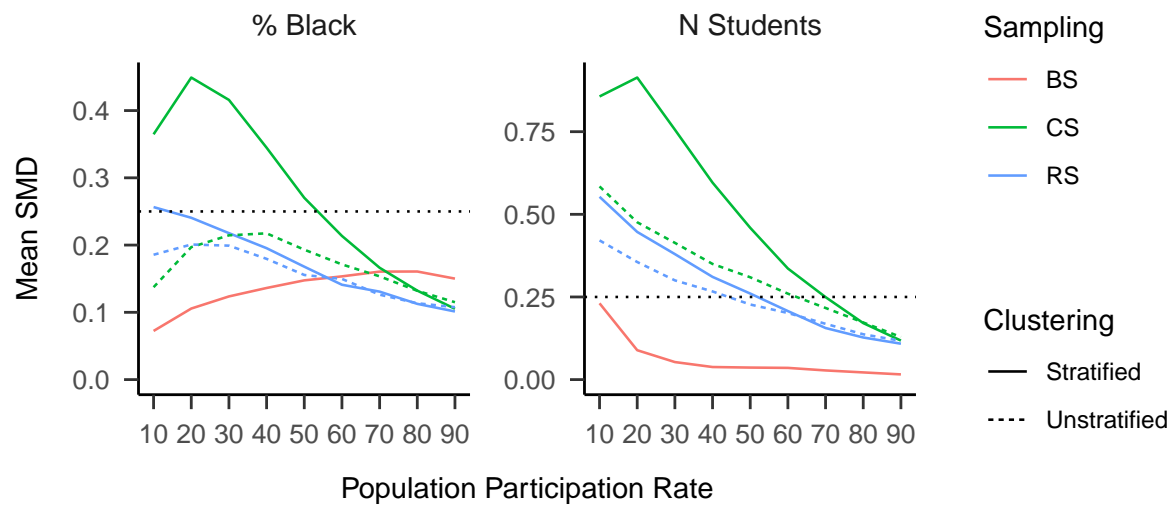 % Black
N Students
Mean SMD
0.4
0.3
0.2
0.1
0.0
10 20 30 40 50 60 70 80 90
0.75
0.50
0.25
0.00
10 20 30 40 50 60 70 80 90
Population Participation Rate
Sampling
BS
CS
RS
Clustering
Stratified
Unstratified